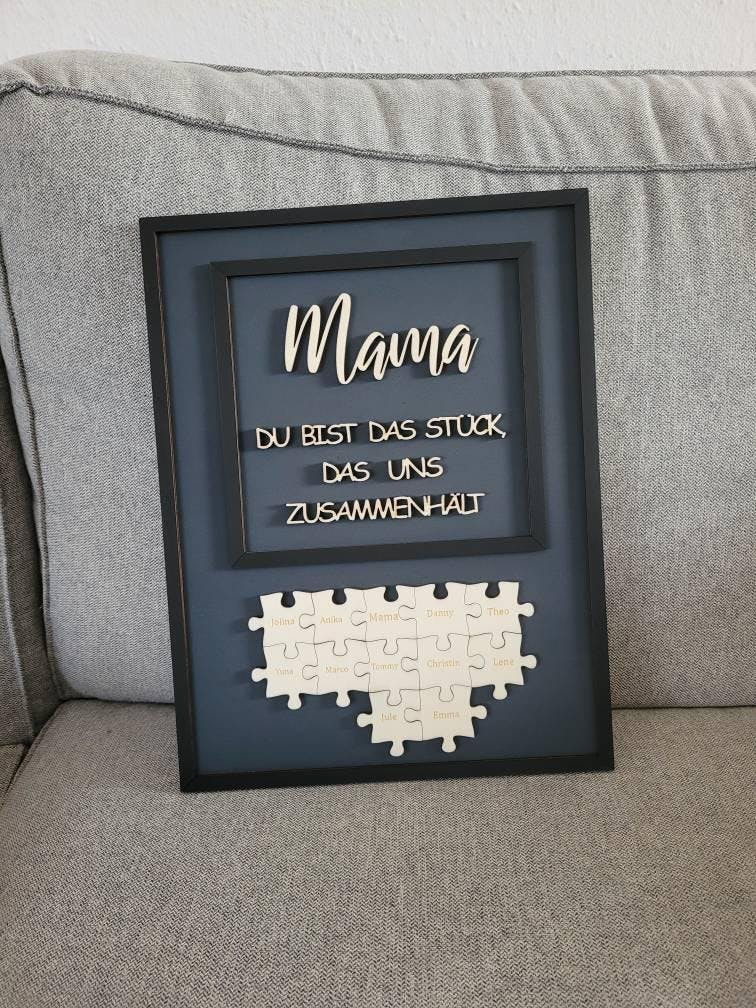 Mama
DU BIST DAS STÜCK,
DAS UNS
ZUSAMMENHÄLT
Jolina Anika Mama Danny Theo
Yuna Marco Tommy Christin Lene
Jule Emma